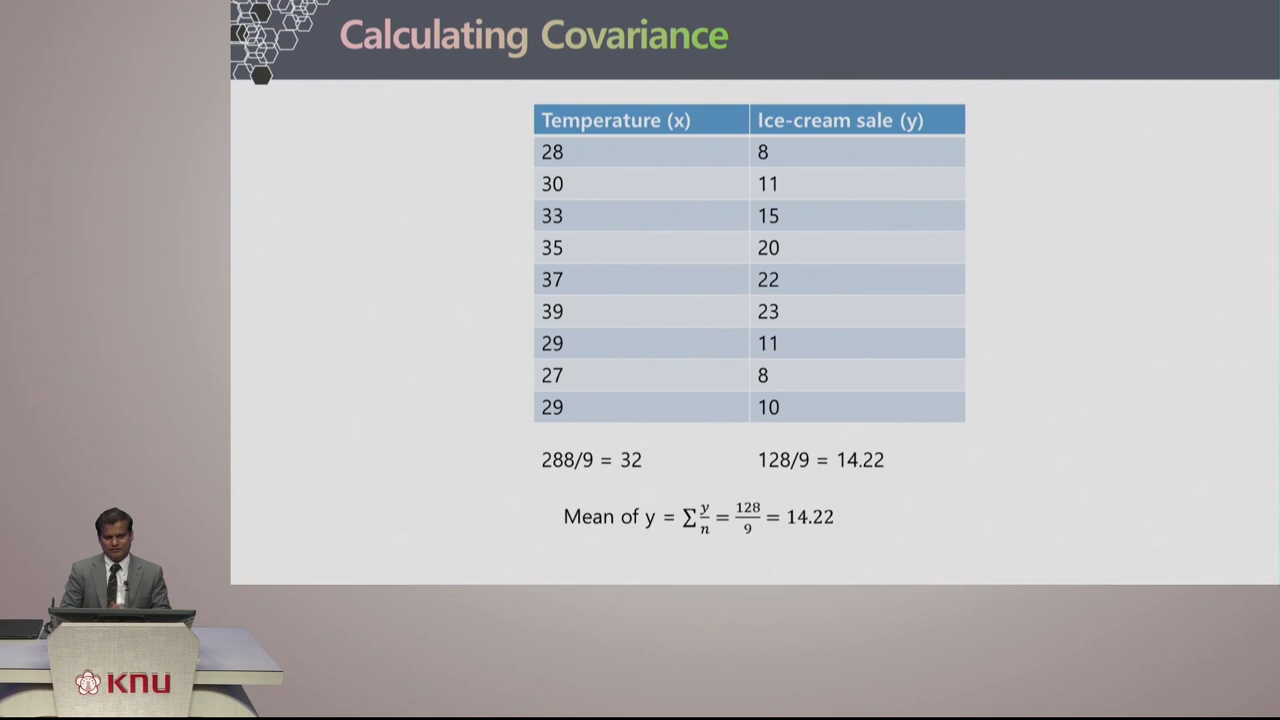 Calculating Covariance
Temperature (x) Ice-cream sale (y)
28 8
30 11
33 15
35 20
37 22
39 23
29 11
27 8
29 10
288/9 = 32 128/9 = 14.22
Mean of y = ∑ y/n = 128/9 = 14.22
KNU